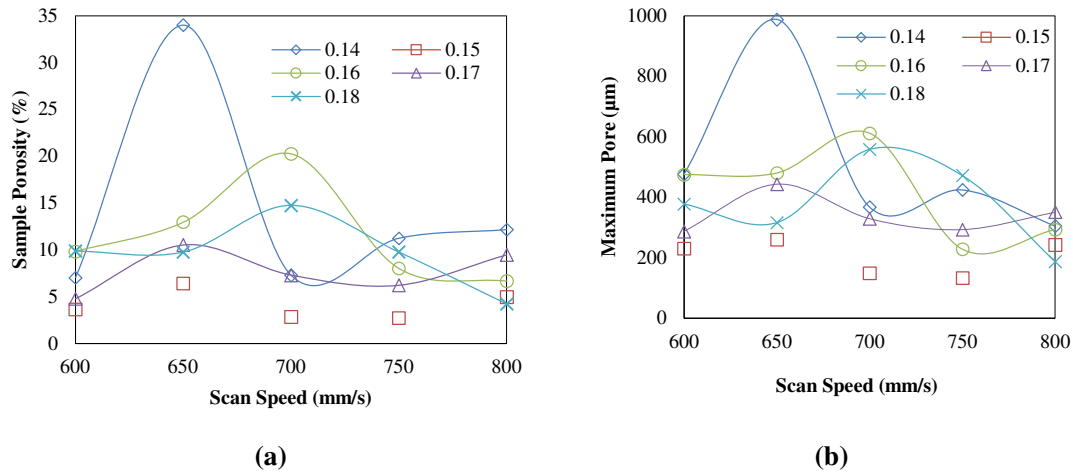 35
30
25
20
15
10
5
0
Sample Porosity (%)
0.14 0.15
0.16 0.17
0.18
600 650 700 750 800
Scan Speed (mm/s)
(a)
1000
800
600
400
200
0
Maximum Pore (µm)
0.14 0.15
0.16 0.17
0.18
600 650 700 750 800
Scan Speed (mm/s)
(b)